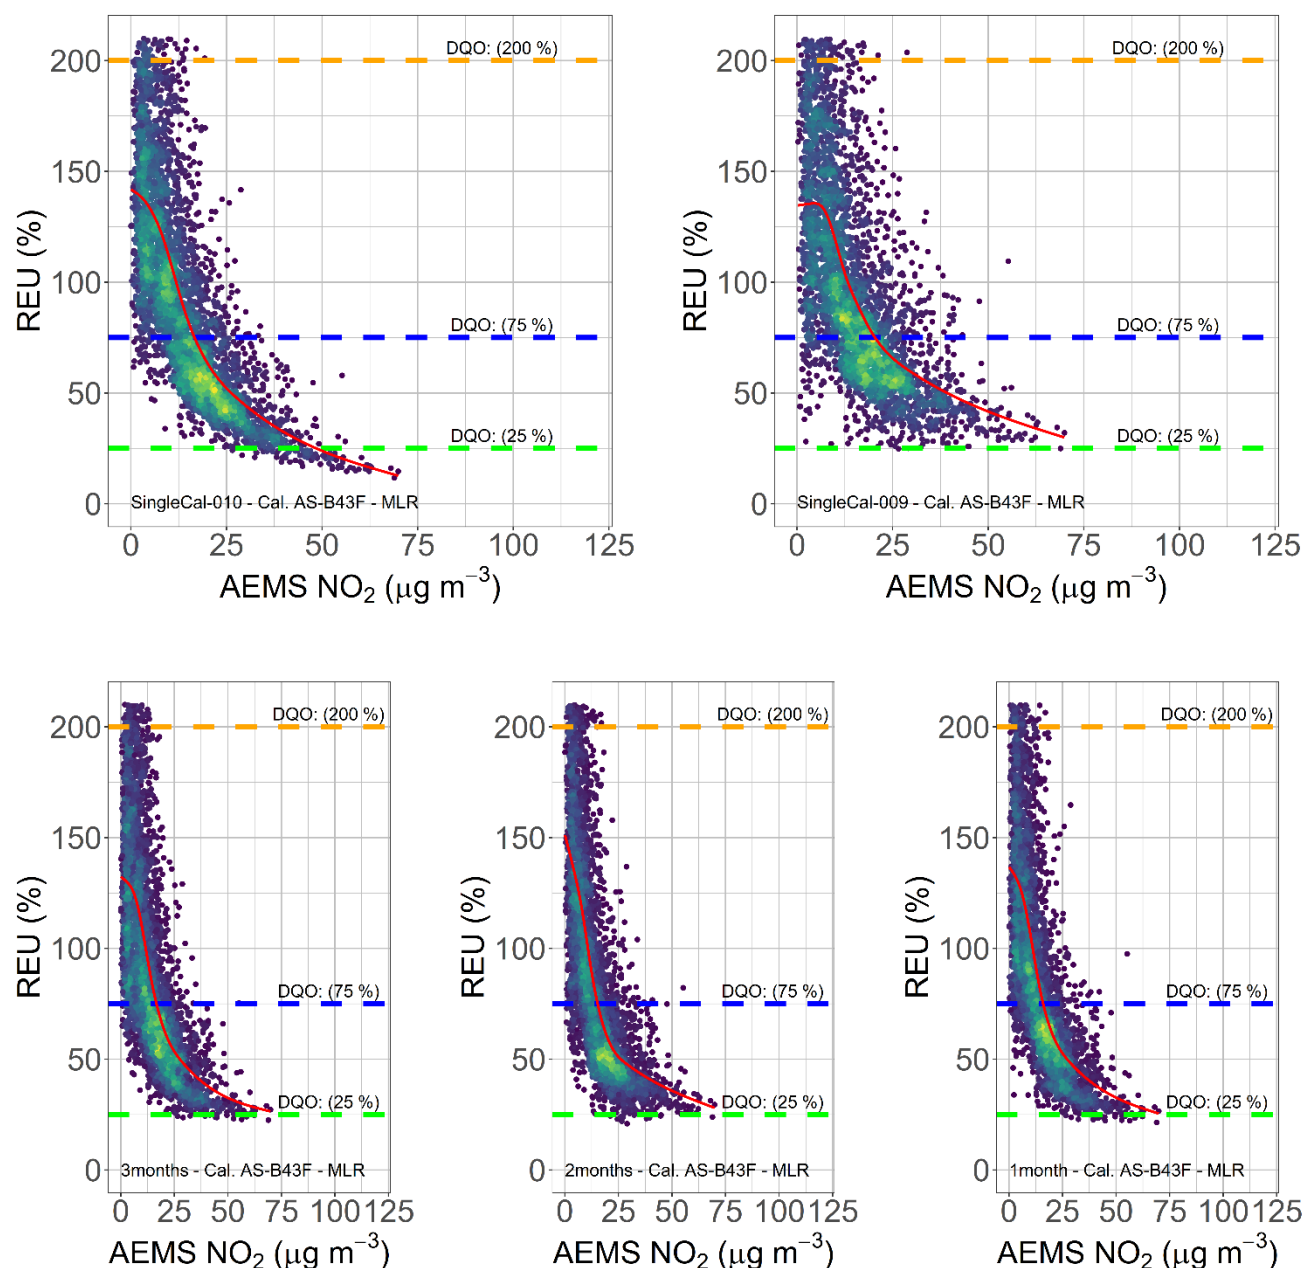 DQO: (200 %)
200
150
REU (%)
100
DQO: (75 %)
50
DQO: (25 %)
0
SingleCal-010 - Cal. AS-B43F - MLR
0 25 50 75 100 125
AEMS NO₂ (μg m⁻³)
DQO: (200 %)
200
150
REU (%)
100
DQO: (75 %)
50
DQO: (25 %)
0
SingleCal-009 - Cal. AS-B43F - MLR
0 25 50 75 100 125
AEMS NO₂ (μg m⁻³)
DQO: (200 %)
200
150
REU (%)
100
DQO: (75 %)
50
DQO: (25 %)
0
3months - Cal. AS-B43F - MLR
0 25 50 75 100 125
AEMS NO₂ (μg m⁻³)
DQO: (200 %)
200
150
REU (%)
100
DQO: (75 %)
50
DQO: (25 %)
0
2months - Cal. AS-B43F - MLR
0 25 50 75 100 125
AEMS NO₂ (μg m⁻³)
DQO: (200 %)
200
150
REU (%)
100
DQO: (75 %)
50
DQO: (25 %)
0
1month - Cal. AS-B43F - MLR
0 25 50 75 100 125
AEMS NO₂ (μg m⁻³)